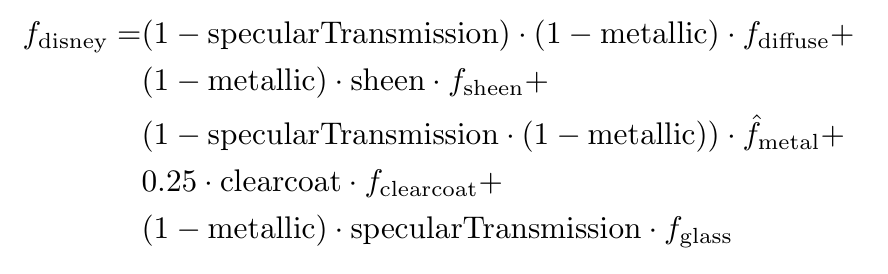 f_disney =(1 − specularTransmission) · (1 − metallic) · f_diffuse+
(1 − metallic) · sheen · f_sheen+
(1 − specularTransmission · (1 − metallic)) · f̂_metal+
0.25 · clearcoat · f_clearcoat+
(1 − metallic) · specularTransmission · f_glass